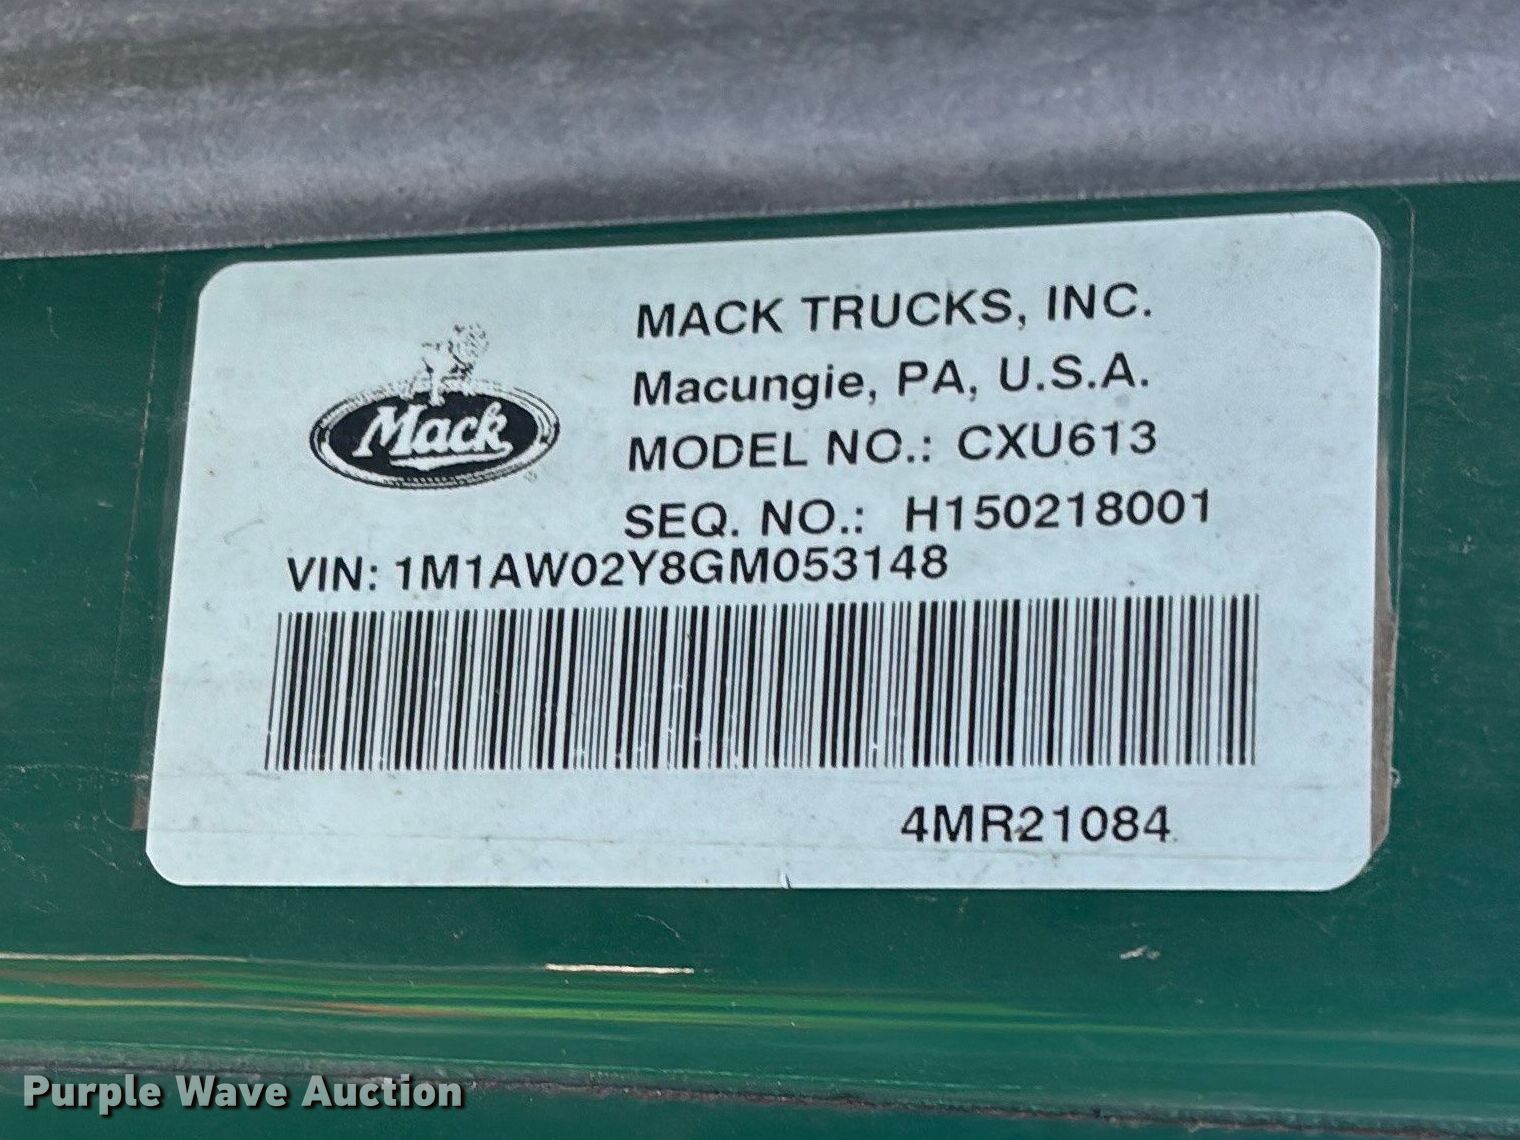 MACK TRUCKS, INC.
Macungie, PA, U.S.A.
Mack
MODEL NO.: CXU613
SEQ. NO.: H150218001
VIN: 1M1AW02Y8GM053148
4MR21084
Purple Wave Auction